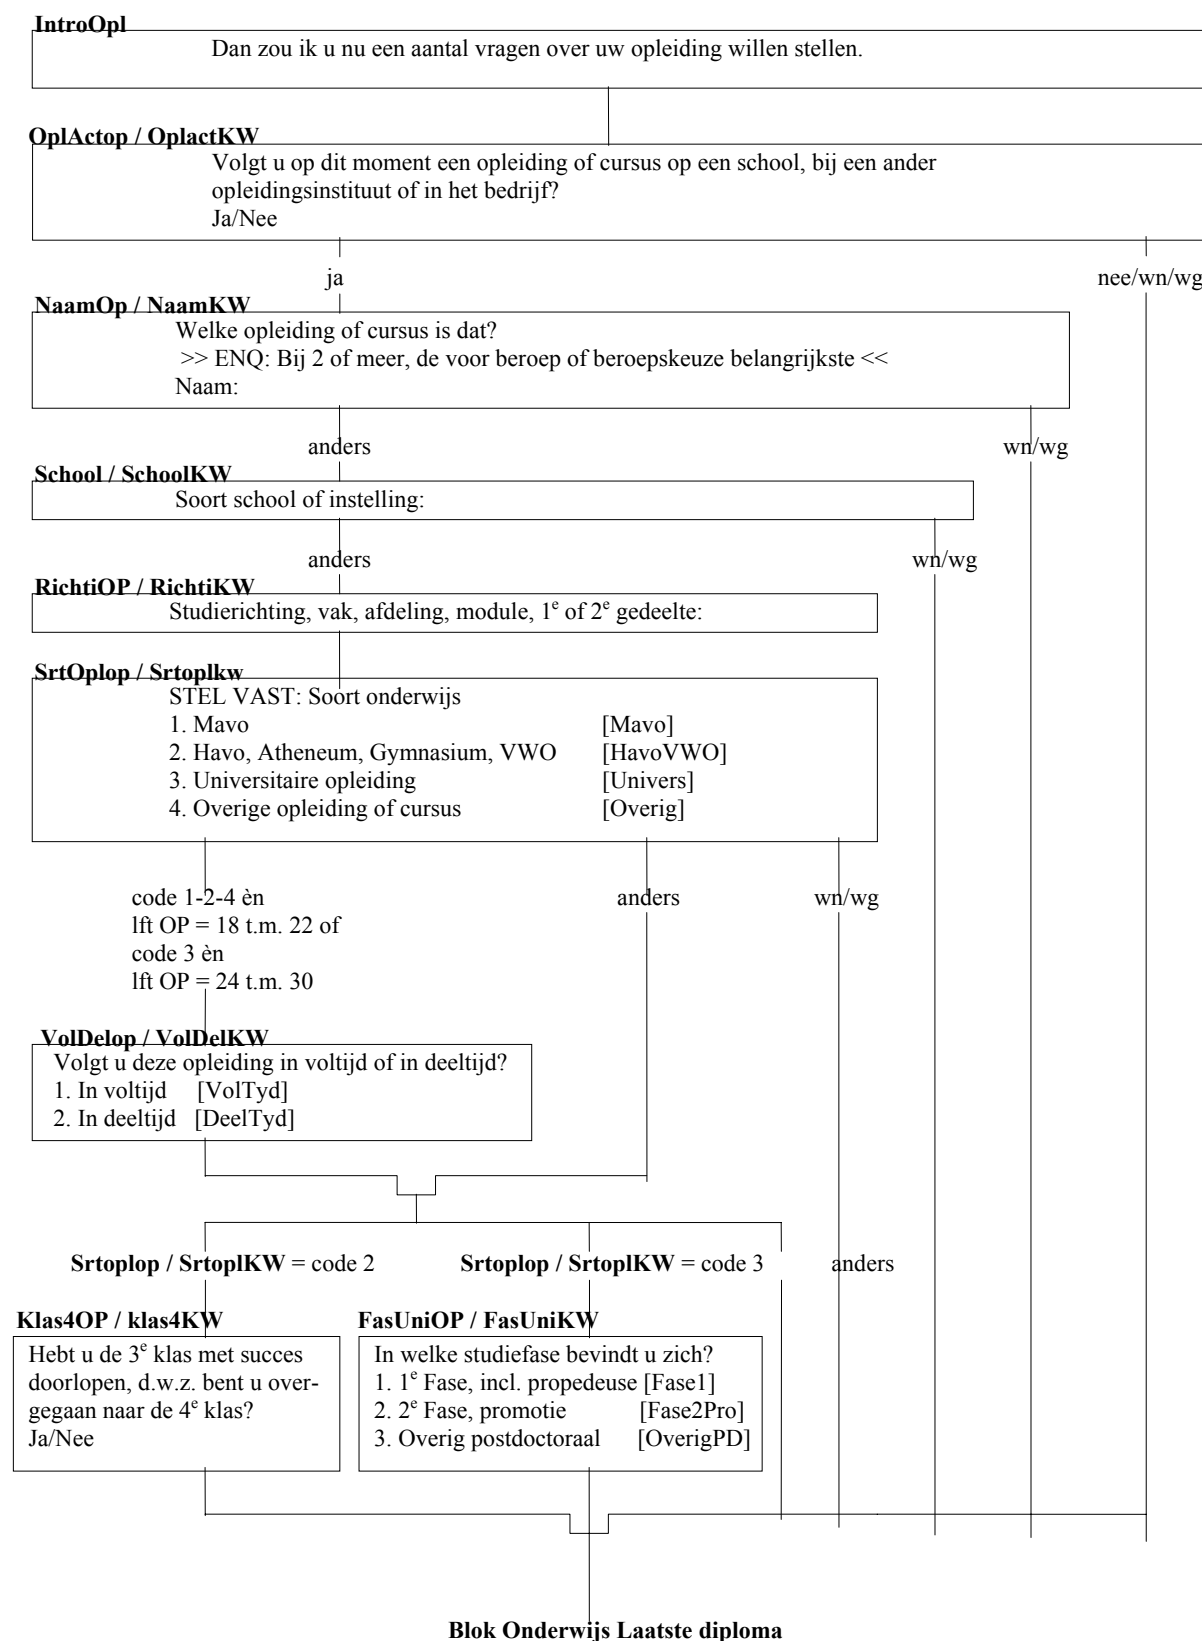 IntroOpl
Dan zou ik u nu een aantal vragen over uw opleiding willen stellen.
OplActop / OplactKW
Volgt u op dit moment een opleiding of cursus op een school, bij een ander
opleidingsinstituut of in het bedrijf?
Ja/Nee
ja
nee/wn/wg
NaamOp / NaamKW
Welke opleiding of cursus is dat?
>> ENQ: Bij 2 of meer, de voor beroep of beroepskeuze belangrijkste <<
Naam:
anders
wn/wg
School / SchoolKW
Soort school of instelling:
anders
wn/wg
RichtiOP / RichtiKW
Studierichting, vak, afdeling, module, 1e of 2e gedeelte:
SrtOplop / Srtoplkw
STEL VAST: Soort onderwijs
1. Mavo [Mavo]
2. Havo, Atheneum, Gymnasium, VWO [HavoVWO]
3. Universitaire opleiding [Univers]
4. Overige opleiding of cursus [Overig]
code 1-2-4 èn
lft OP = 18 t.m. 22 of
code 3 èn
lft OP = 24 t.m. 30
anders
wn/wg
VolDelop / VolDelKW
Volgt u deze opleiding in voltijd of in deeltijd?
1. In voltijd [VolTyd]
2. In deeltijd [DeelTyd]
Srtoplop / SrtoplKW = code 2
Srtoplop / SrtoplKW = code 3
anders
Klas4OP / klas4KW
Hebt u de 3e klas met succes
doorlopen, d.w.z. bent u over-
gegaan naar de 4e klas?
Ja/Nee
FasUniOP / FasUniKW
In welke studiefase bevindt u zich?
1. 1e Fase, incl. propedeuse [Fase1]
2. 2e Fase, promotie [Fase2Pro]
3. Overig postdoctoraal [OverigPD]
Blok Onderwijs Laatste diploma